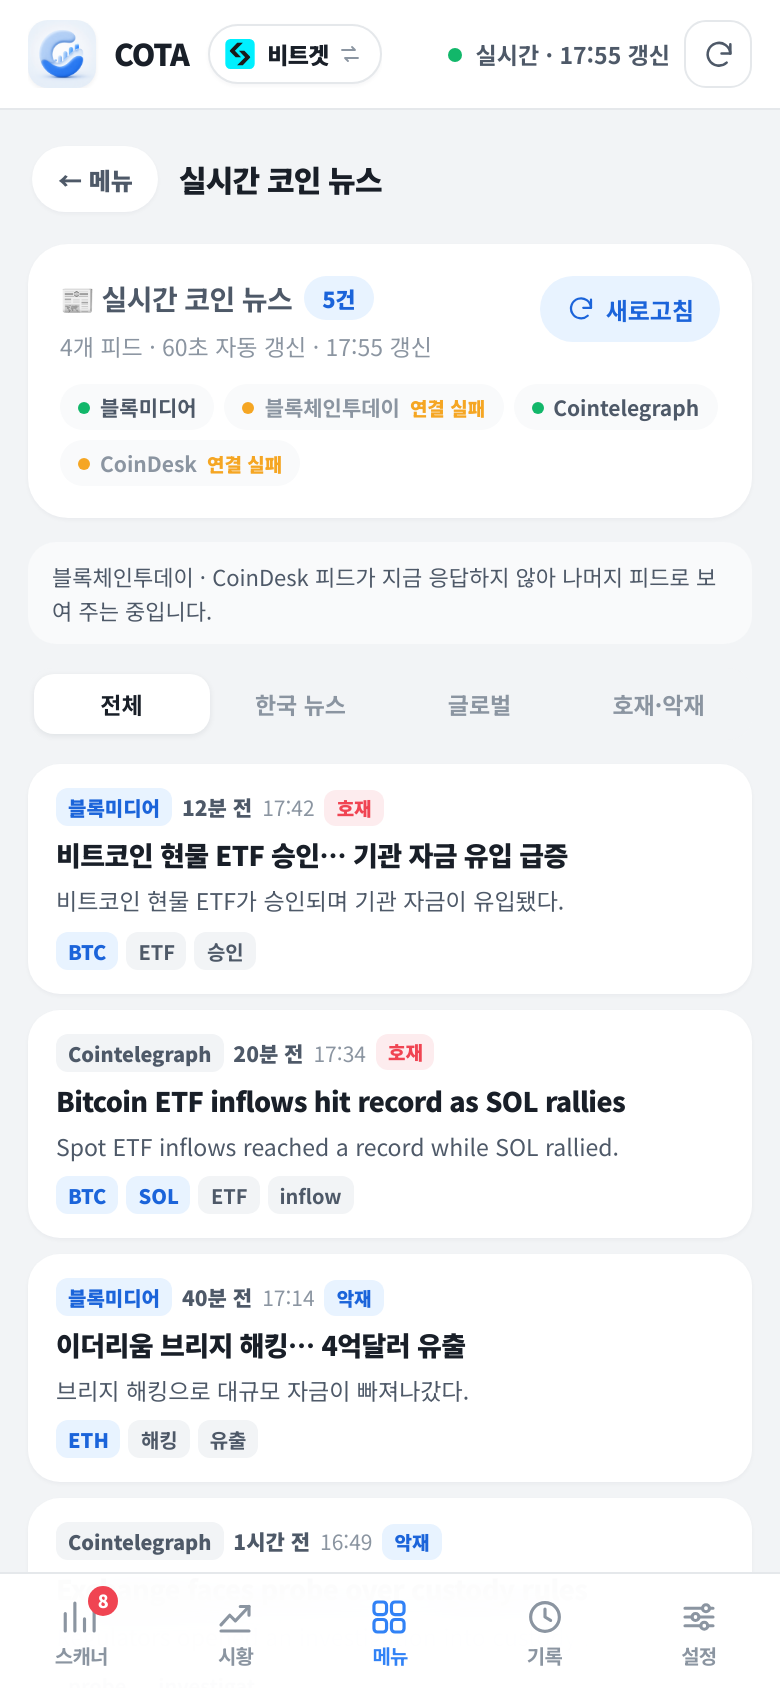 COTA
비트겟
실시간 · 17:55 갱신
← 메뉴
실시간 코인 뉴스
실시간 코인 뉴스 5건
새로고침
4개 피드 · 60초 자동 갱신 · 17:55 갱신
블록미디어
블록체인투데이 연결 실패
Cointelegraph
CoinDesk 연결 실패
블록체인투데이 · CoinDesk 피드가 지금 응답하지 않아 나머지 피드로 보
여 주는 중입니다.
전체 한국 뉴스 글로벌 호재·악재
블록미디어 12분 전 17:42 호재
비트코인 현물 ETF 승인… 기관 자금 유입 급증
비트코인 현물 ETF가 승인되며 기관 자금이 유입됐다.
BTC ETF 승인
Cointelegraph 20분 전 17:34 호재
Bitcoin ETF inflows hit record as SOL rallies
Spot ETF inflows reached a record while SOL rallied.
BTC SOL ETF inflow
블록미디어 40분 전 17:14 악재
이더리움 브리지 해킹… 4억달러 유출
브리지 해킹으로 대규모 자금이 빠져나갔다.
ETH 해킹 유출
Cointelegraph 1시간 전 16:49 악재
8
스캐너 시황 메뉴 기록 설정